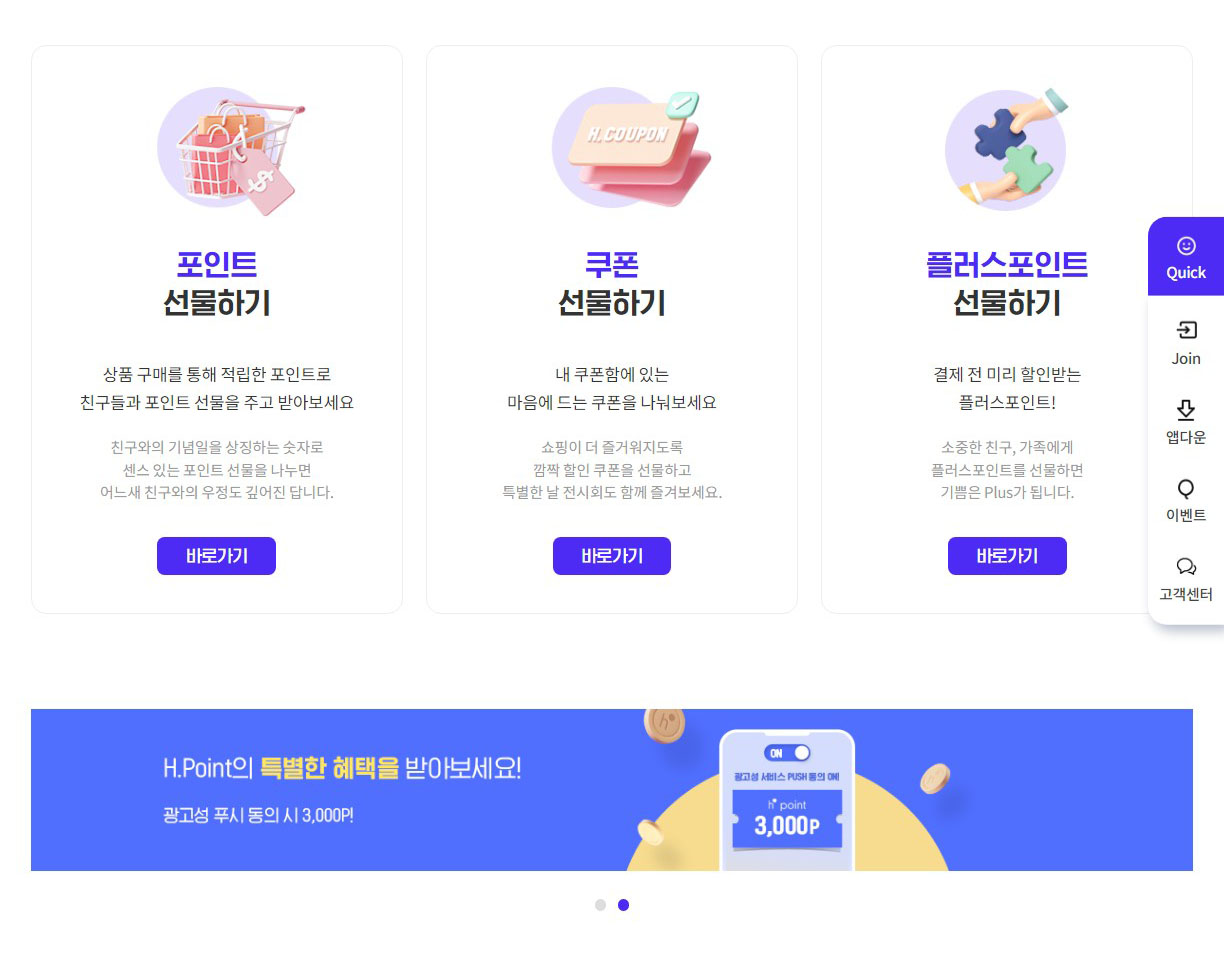 H.COUPON
포인트
선물하기
상품 구매를 통해 적립한 포인트로
친구들과 포인트 선물을 주고 받아보세요
친구와의 기념일을 상징하는 숫자로
센스 있는 포인트 선물을 나누면
어느새 친구와의 우정도 깊어진 답니다.
바로가기
쿠폰
선물하기
내 쿠폰함에 있는
마음에 드는 쿠폰을 나눠보세요
쇼핑이 더 즐거워지도록
깜짝 할인 쿠폰을 선물하고
특별한 날 전시회도 함께 즐겨보세요.
바로가기
플러스포인트
선물하기
결제 전 미리 할인받는
플러스포인트!
소중한 친구, 가족에게
플러스포인트를 선물하면
기쁨은 Plus가 됩니다.
바로가기
Quick
Join
앱다운
이벤트
고객센터
H.Point의 특별한 혜택을 받아보세요!
광고성 푸시 동의 시 3,000P!
ON
광고성 서비스 PUSH 동의 ON!
h point
3,000P